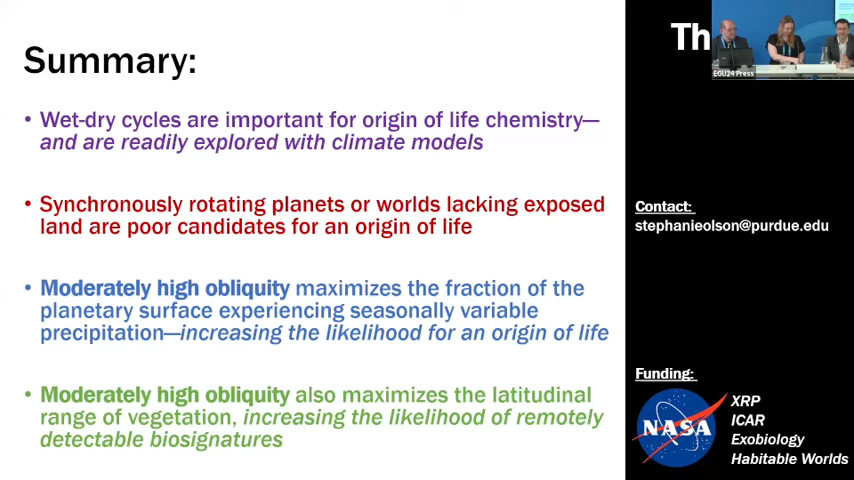 Summary:
• Wet-dry cycles are important for origin of life chemistry—
and are readily explored with climate models
• Synchronously rotating planets or worlds lacking exposed
land are poor candidates for an origin of life
• Moderately high obliquity maximizes the fraction of the
planetary surface experiencing seasonally variable
precipitation—increasing the likelihood for an origin of life
• Moderately high obliquity also maximizes the latitudinal
range of vegetation, increasing the likelihood of remotely
detectable biosignatures
Th
EGU24 Press
Contact:
stephanieolson@purdue.edu
Funding:
NASA
XRP
ICAR
Exobiology
Habitable Worlds